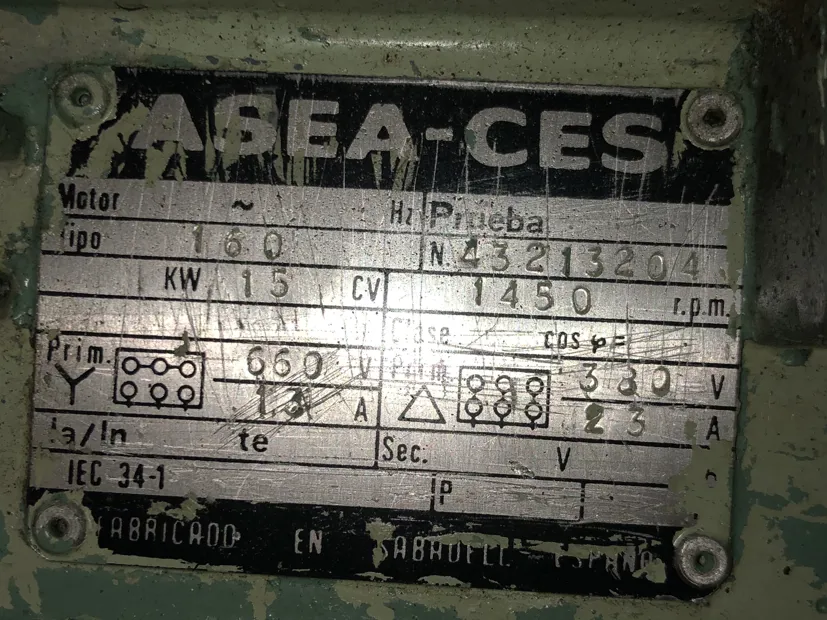 ASEA-CES
Motor ~ Hz Prueba
Tipo 160 N. 43213204
KW 15 CV 1450 r.p.m.
Clase cos φ=
Prim. Y 660 V Prim. △ 380 V
13 A 23 A
Ia/In te Sec. V
IEC 34-1 P
FABRICADO EN SABADELL ESPAÑA